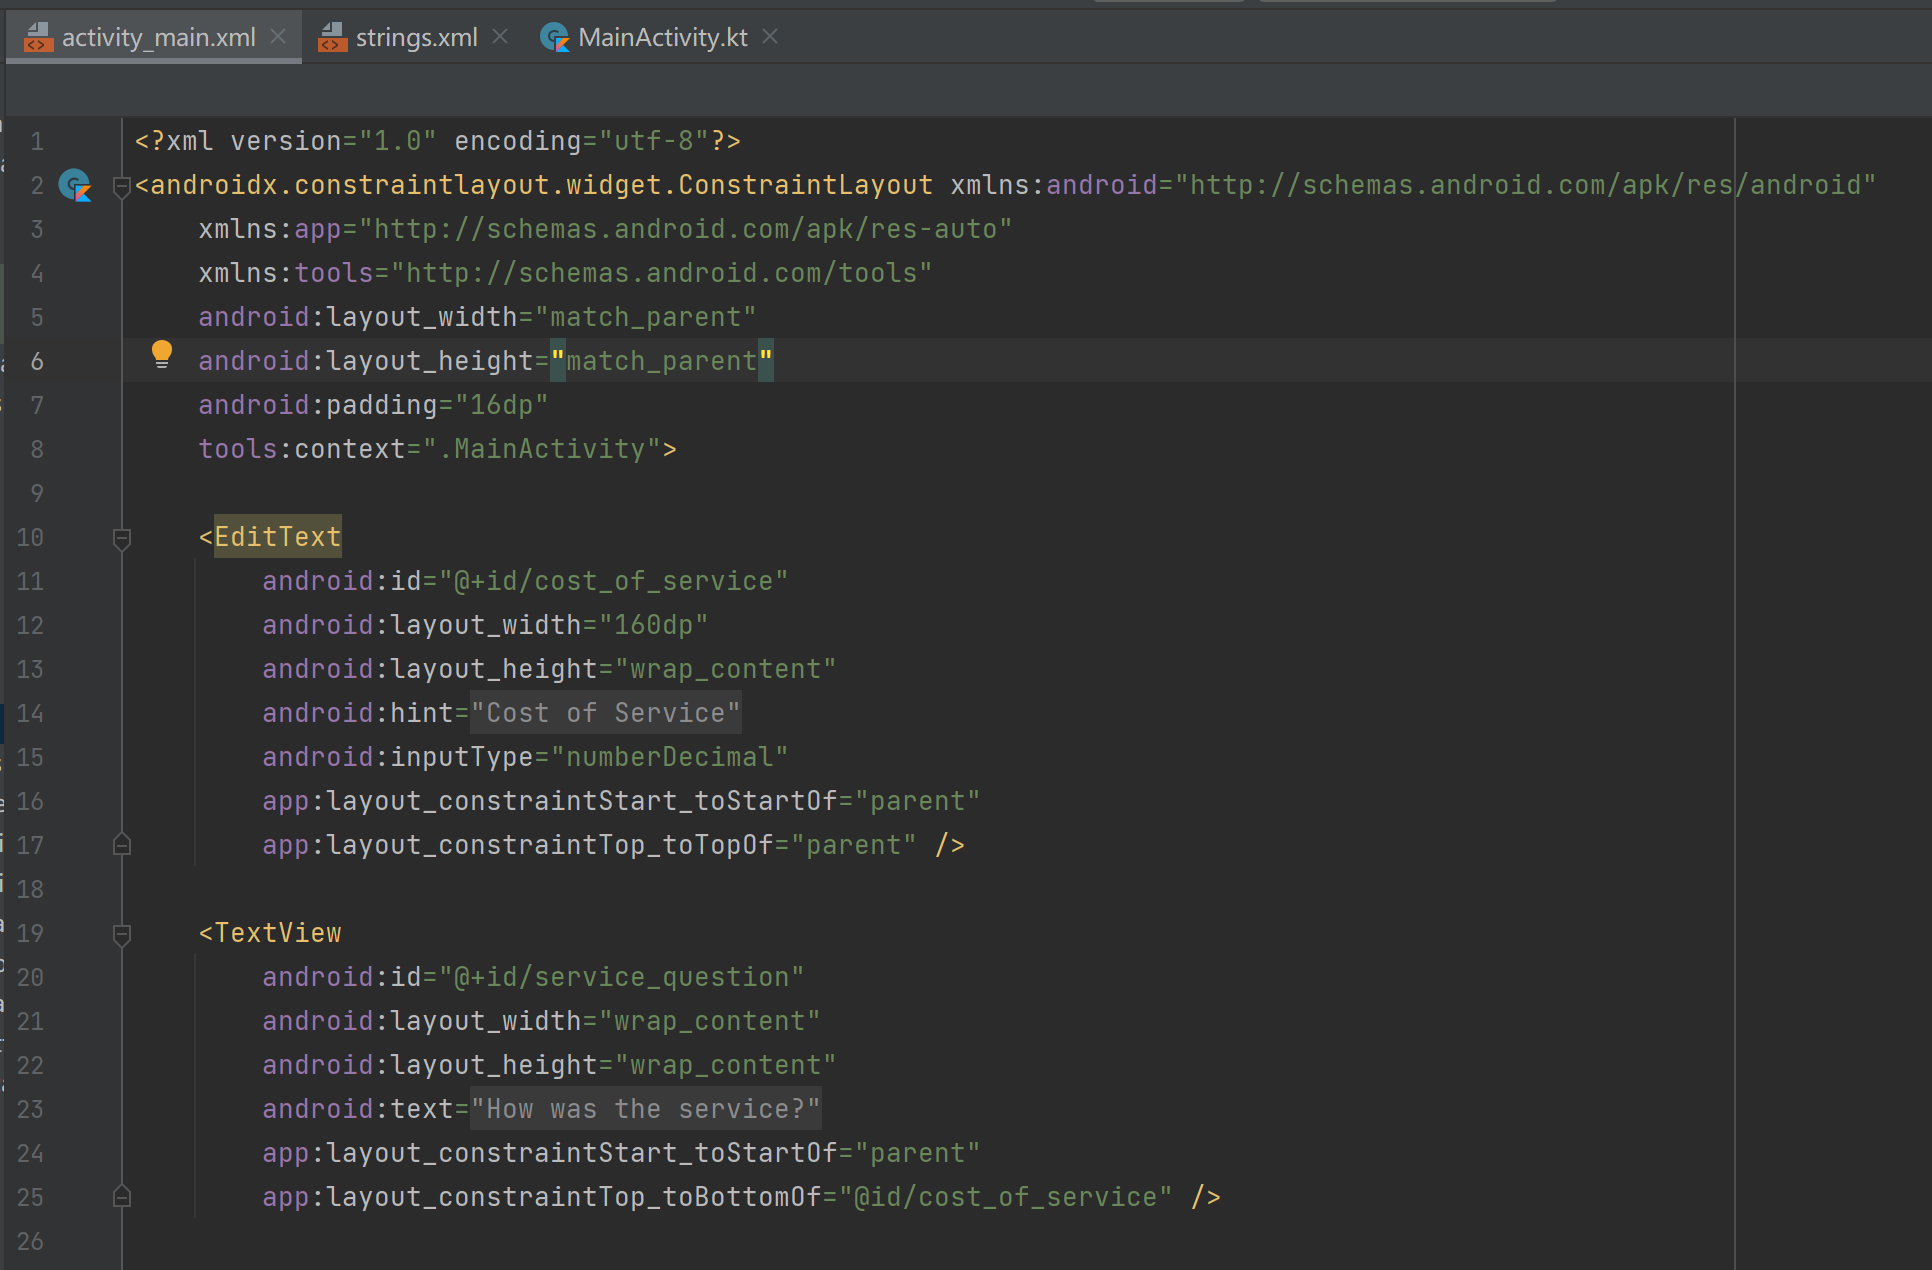 activity_main.xml strings.xml MainActivity.kt
1 <?xml version="1.0" encoding="utf-8"?>
2 <androidx.constraintlayout.widget.ConstraintLayout xmlns:android="http://schemas.android.com/apk/res/android"
3 xmlns:app="http://schemas.android.com/apk/res-auto"
4 xmlns:tools="http://schemas.android.com/tools"
5 android:layout_width="match_parent"
6 android:layout_height="match_parent"
7 android:padding="16dp"
8 tools:context=".MainActivity">
9
10 <EditText
11 android:id="@+id/cost_of_service"
12 android:layout_width="160dp"
13 android:layout_height="wrap_content"
14 android:hint="Cost of Service"
15 android:inputType="numberDecimal"
16 app:layout_constraintStart_toStartOf="parent"
17 app:layout_constraintTop_toTopOf="parent" />
18
19 <TextView
20 android:id="@+id/service_question"
21 android:layout_width="wrap_content"
22 android:layout_height="wrap_content"
23 android:text="How was the service?"
24 app:layout_constraintStart_toStartOf="parent"
25 app:layout_constraintTop_toBottomOf="@id/cost_of_service" />
26